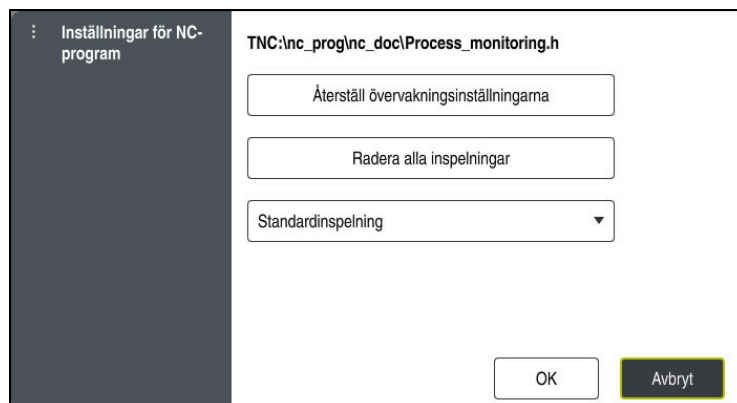 Inställningar för NC-
program
TNC:\nc_prog\nc_doc\Process_monitoring.h
Återställ övervakningsinställningarna
Radera alla inspelningar
Standardinspelning
OK
Avbryt